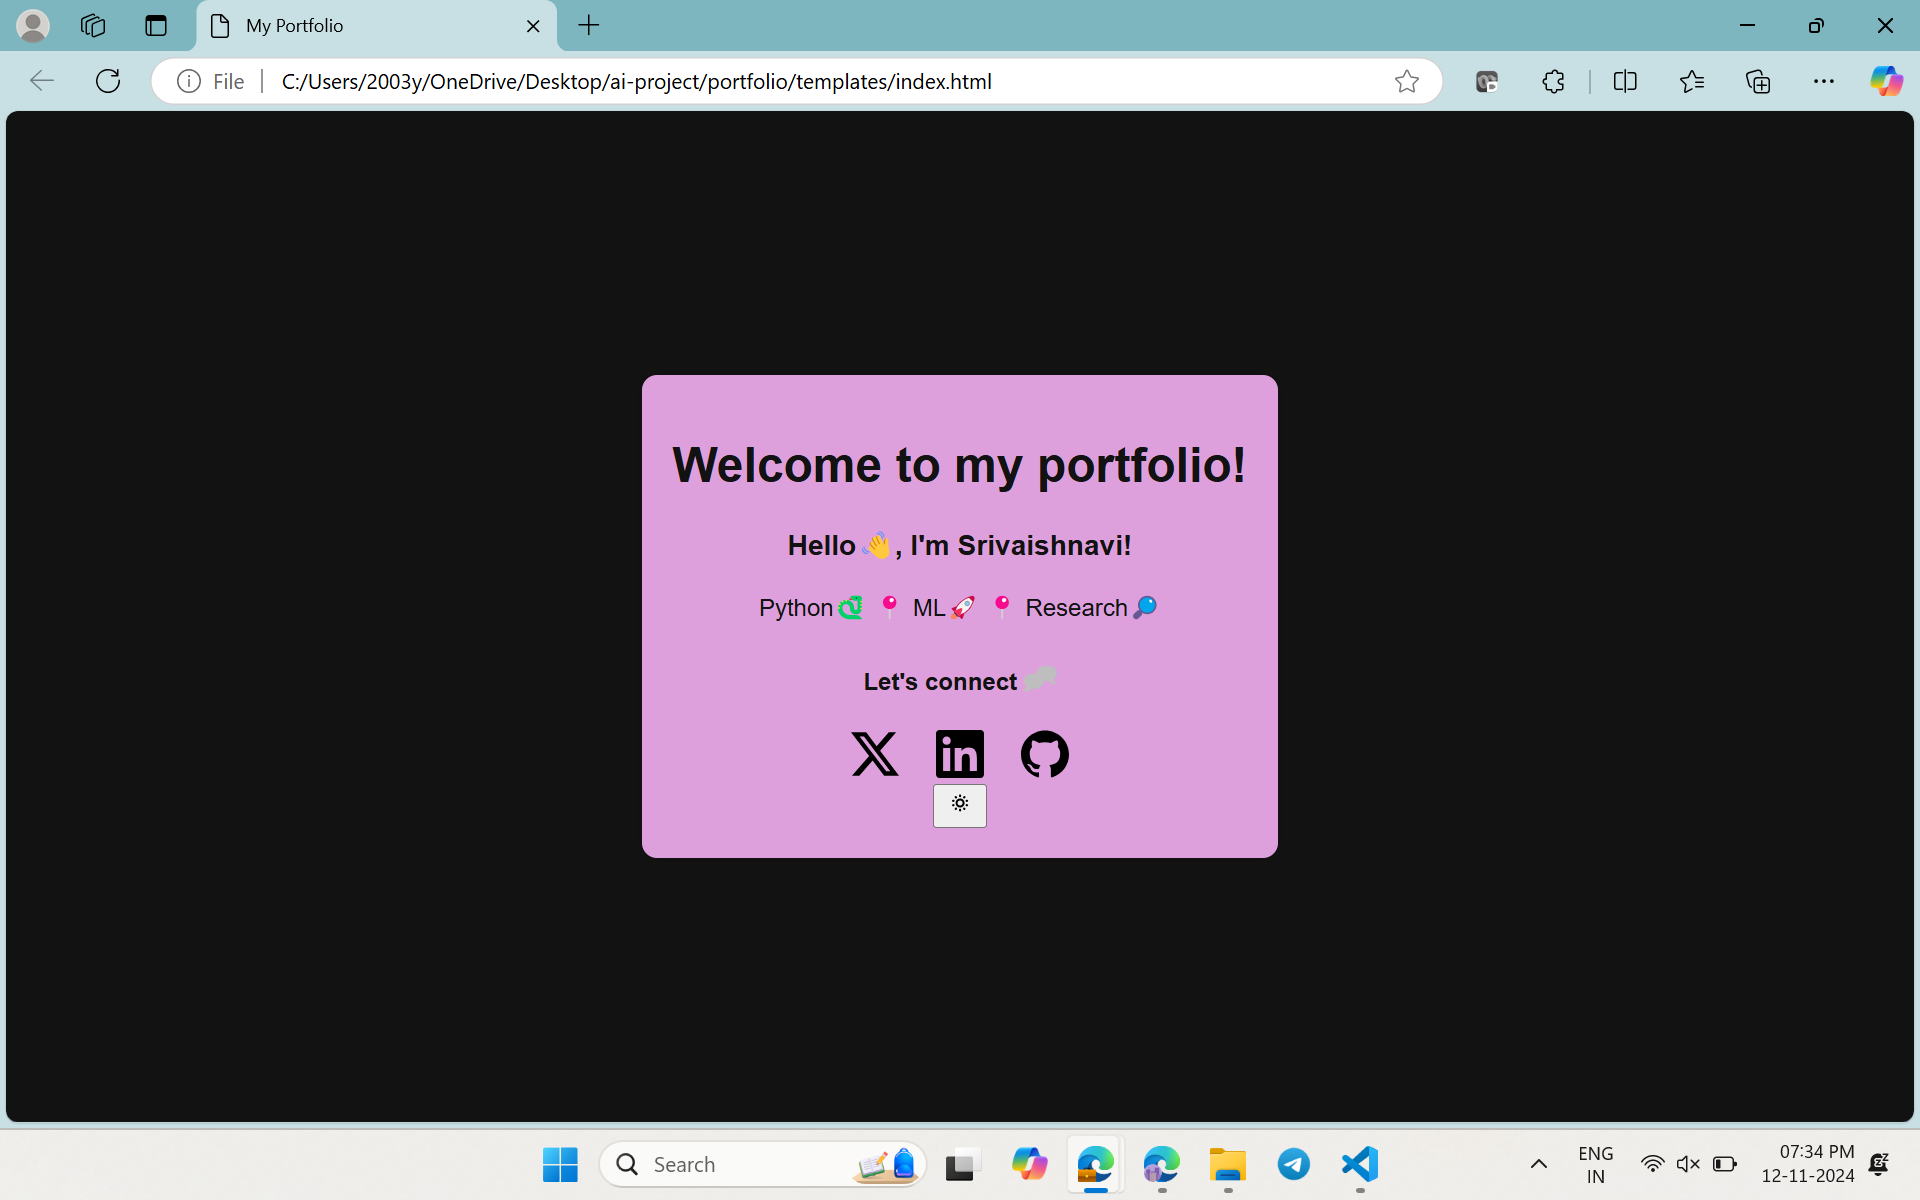 My Portfolio
File
C:/Users/2003y/OneDrive/Desktop/ai-project/portfolio/templates/index.html
Welcome to my portfolio!
Hello👋, I'm Srivaishnavi!
Python🐉 📍 ML🚀 📍 Research🔎
Let's connect
Search
ENG
IN
07:34 PM
12-11-2024